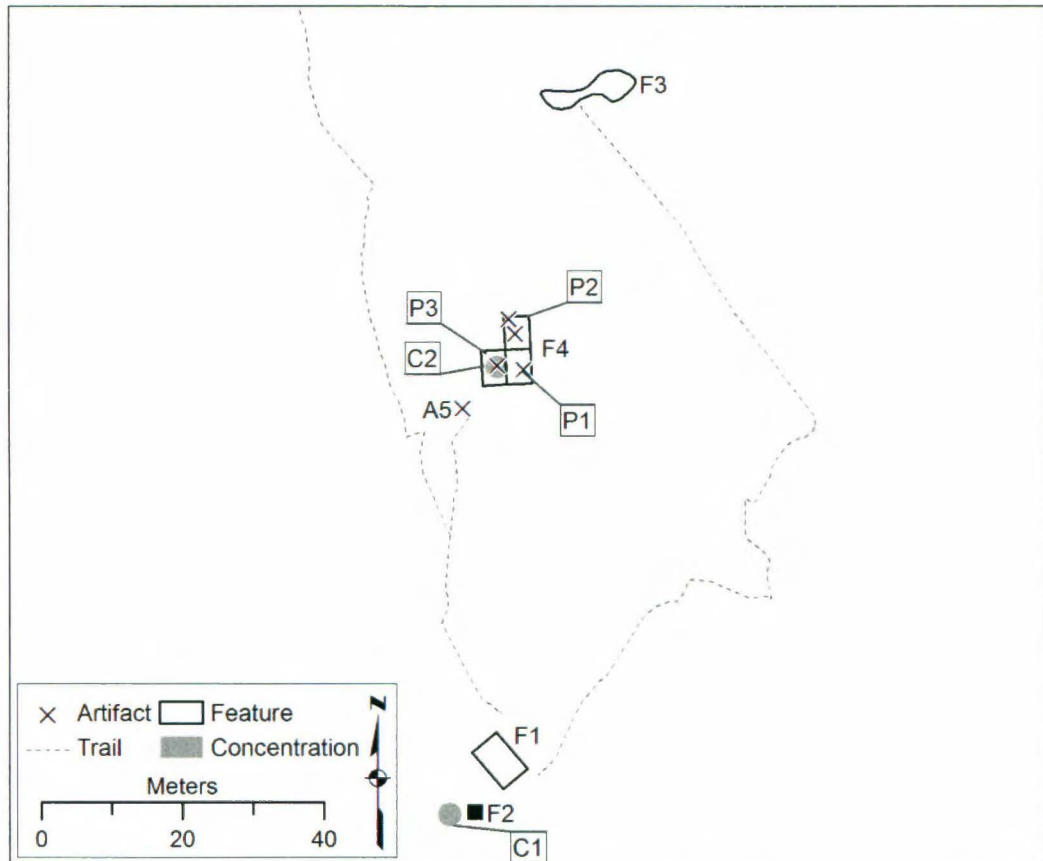 F3
P2
P3
F4
C2
A5
P1
Artifact Feature
Trail Concentration
Meters
0 20 40
N
F1
F2
C1